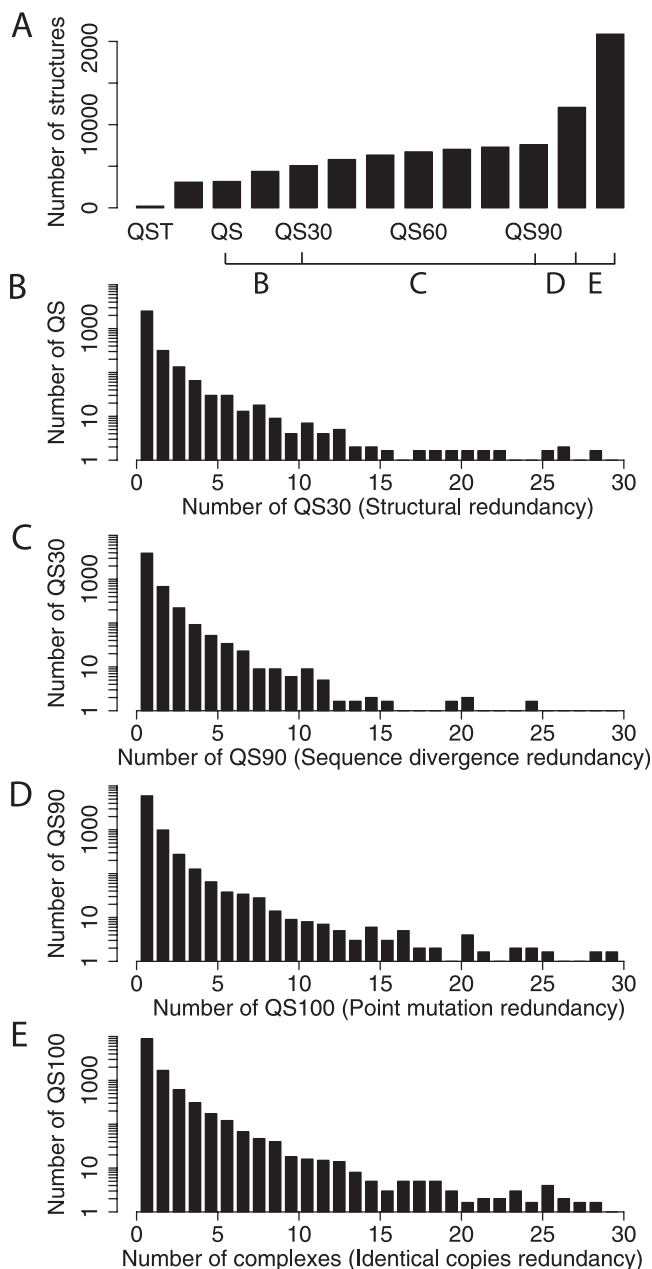 A
Number of structures
0 10000 2000
QST QS QS30 QS60 QS90
B C D E
B
Number of QS
1 10 1000
0 5 10 15 20 25 30
Number of QS30 (Structural redundancy)
C
Number of QS30
1 10 1000
0 5 10 15 20 25 30
Number of QS90 (Sequence divergence redundancy)
D
Number of QS90
1 10 1000
0 5 10 15 20 25 30
Number of QS100 (Point mutation redundancy)
E
Number of QS100
1 10 1000
0 5 10 15 20 25 30
Number of complexes (Identical copies redundancy)